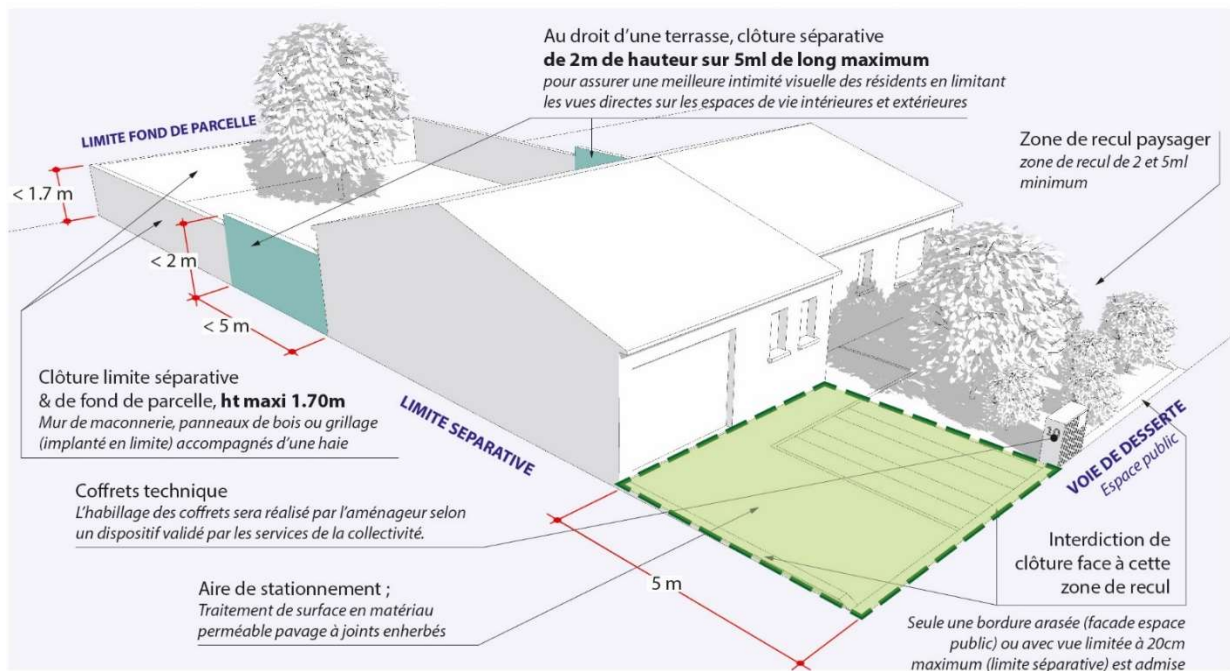 Au droit d'une terrasse, clôture séparative
de 2m de hauteur sur 5ml de long maximum
pour assurer une meilleure intimité visuelle des résidents en limitant
les vues directes sur les espaces de vie intérieures et extérieures
LIMITE FOND DE PARCELLE
Zone de recul paysager
zone de recul de 2 et 5ml
minimum
< 1.7 m
< 2 m
< 5 m
Clôture limite séparative
& de fond de parcelle, ht maxi 1.70m
Mur de maconnerie, panneaux de bois ou grillage
(implanté en limite) accompagnés d'une haie
LIMITE SEPARATIVE
30
VOIE DE DESSERTE
Espace public
Coffrets technique
L'habillage des coffrets sera réalisé par l'aménageur selon
un dispositif validé par les services de la collectivité.
Interdiction de
clôture face à cette
zone de recul
Aire de stationnement ;
Traitement de surface en matériau
perméable pavage à joints enherbés
5 m
Seule une bordure arasée (facade espace
public) ou avec vue limitée à 20cm
maximum (limite séparative) est admise